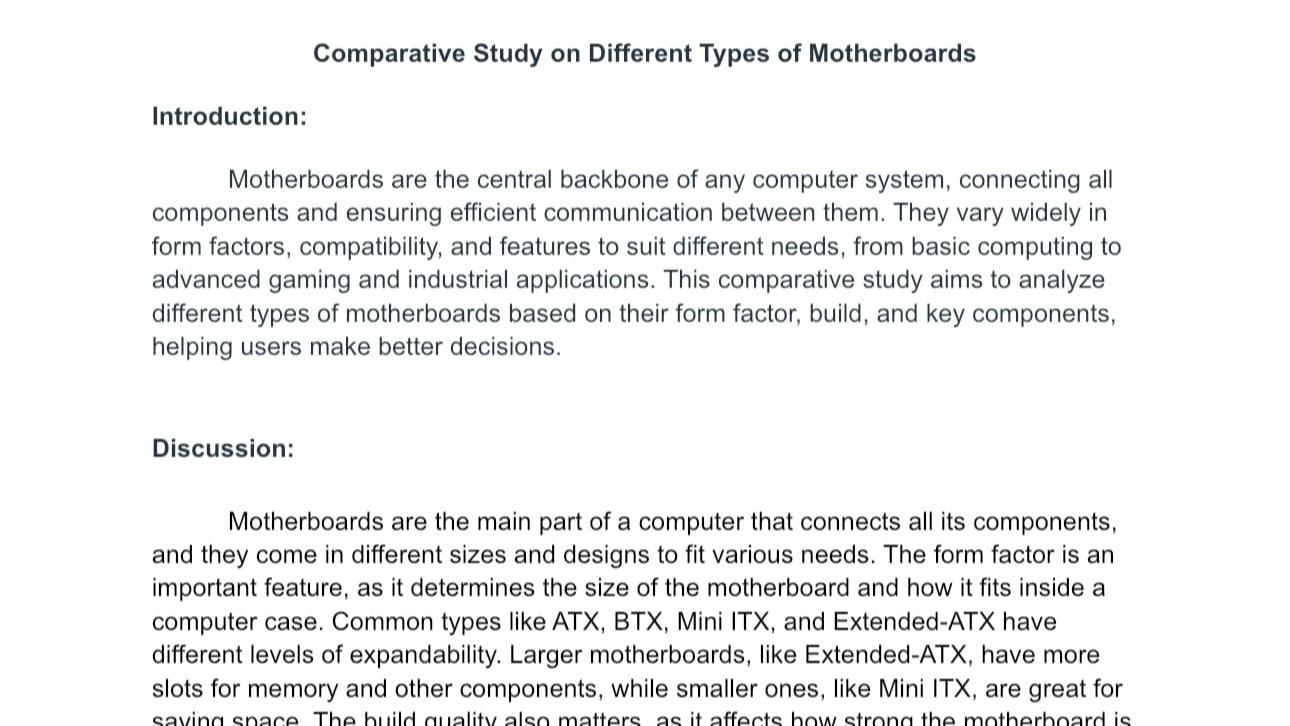 Comparative Study on Different Types of Motherboards
Introduction:
Motherboards are the central backbone of any computer system, connecting all
components and ensuring efficient communication between them. They vary widely in
form factors, compatibility, and features to suit different needs, from basic computing to
advanced gaming and industrial applications. This comparative study aims to analyze
different types of motherboards based on their form factor, build, and key components,
helping users make better decisions.
Discussion:
Motherboards are the main part of a computer that connects all its components,
and they come in different sizes and designs to fit various needs. The form factor is an
important feature, as it determines the size of the motherboard and how it fits inside a
computer case. Common types like ATX, BTX, Mini ITX, and Extended-ATX have
different levels of expandability. Larger motherboards, like Extended-ATX, have more
slots for memory and other components, while smaller ones, like Mini ITX, are great for
saving space. The build quality also matters, as it affects how strong the motherboard is